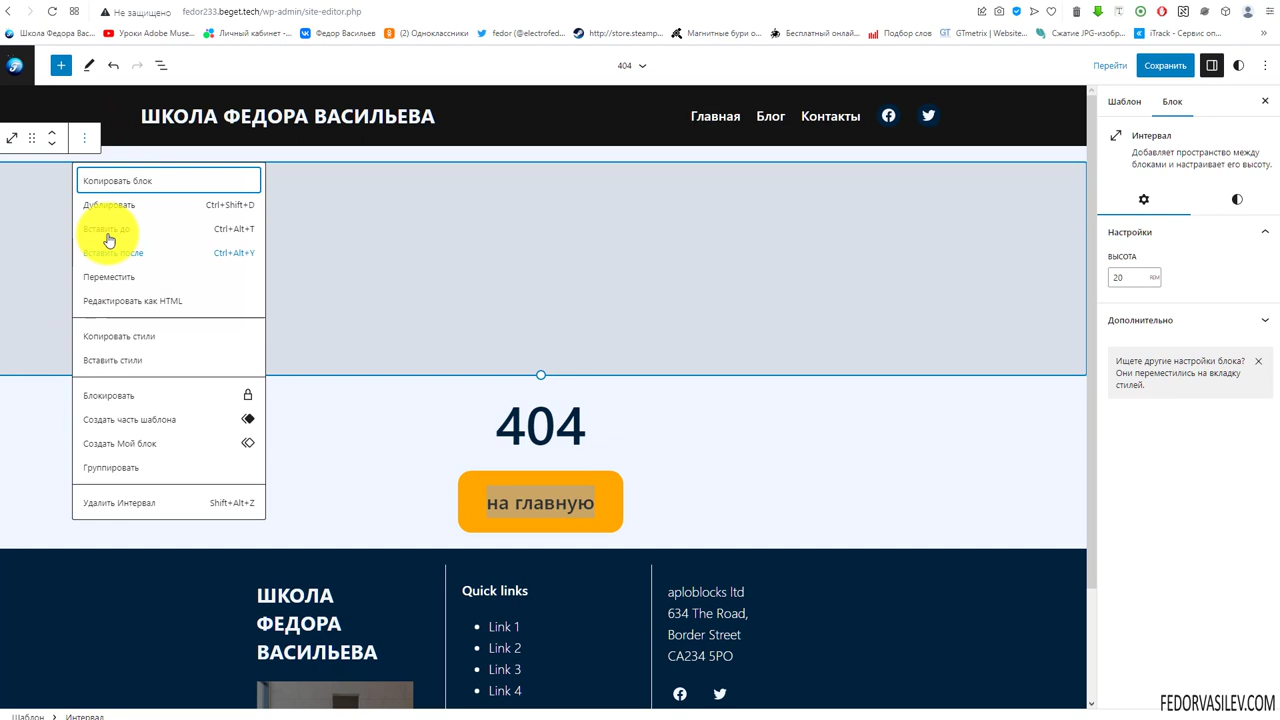 Не защищено
fedor233.beget.tech/wp-admin/site-editor.php
Школа Федора Вас...
Уроки Adobe Muse...
Личный кабинет -...
Федор Васильев
(2) Одноклассники
fedor (@electrofed...
http://store.steamp...
Магнитные бури о...
Бесплатный онлай...
Подбор слов
GTmetrix | Website...
Сжатие JPG-изобр...
iTrack - Сервис оп...
404
Перейти
Сохранить
ШКОЛА ФЕДОРА ВАСИЛЬЕВА
Главная
Блог
Контакты
Шаблон
Блок
Интервал
Добавляет пространство между
блоками и настраивает его высоту.
Настройки
ВЫСОТА
20
REM
Дополнительно
Ищете другие настройки блока?
Они переместились на вкладку
стилей.
Копировать блок
Дублировать Ctrl+Shift+D
Вставить до Ctrl+Alt+T
Вставить после Ctrl+Alt+Y
Переместить
Редактировать как HTML
Копировать стили
Вставить стили
Блокировать
Создать часть шаблона
Создать Мой блок
Группировать
Удалить Интервал Shift+Alt+Z
404
на главную
ШКОЛА
ФЕДОРА
ВАСИЛЬЕВА
Quick links
Link 1
Link 2
Link 3
Link 4
aploblocks ltd
634 The Road,
Border Street
CA234 5PO
FEDORVASILEV.COM
Шаблон
Интервал